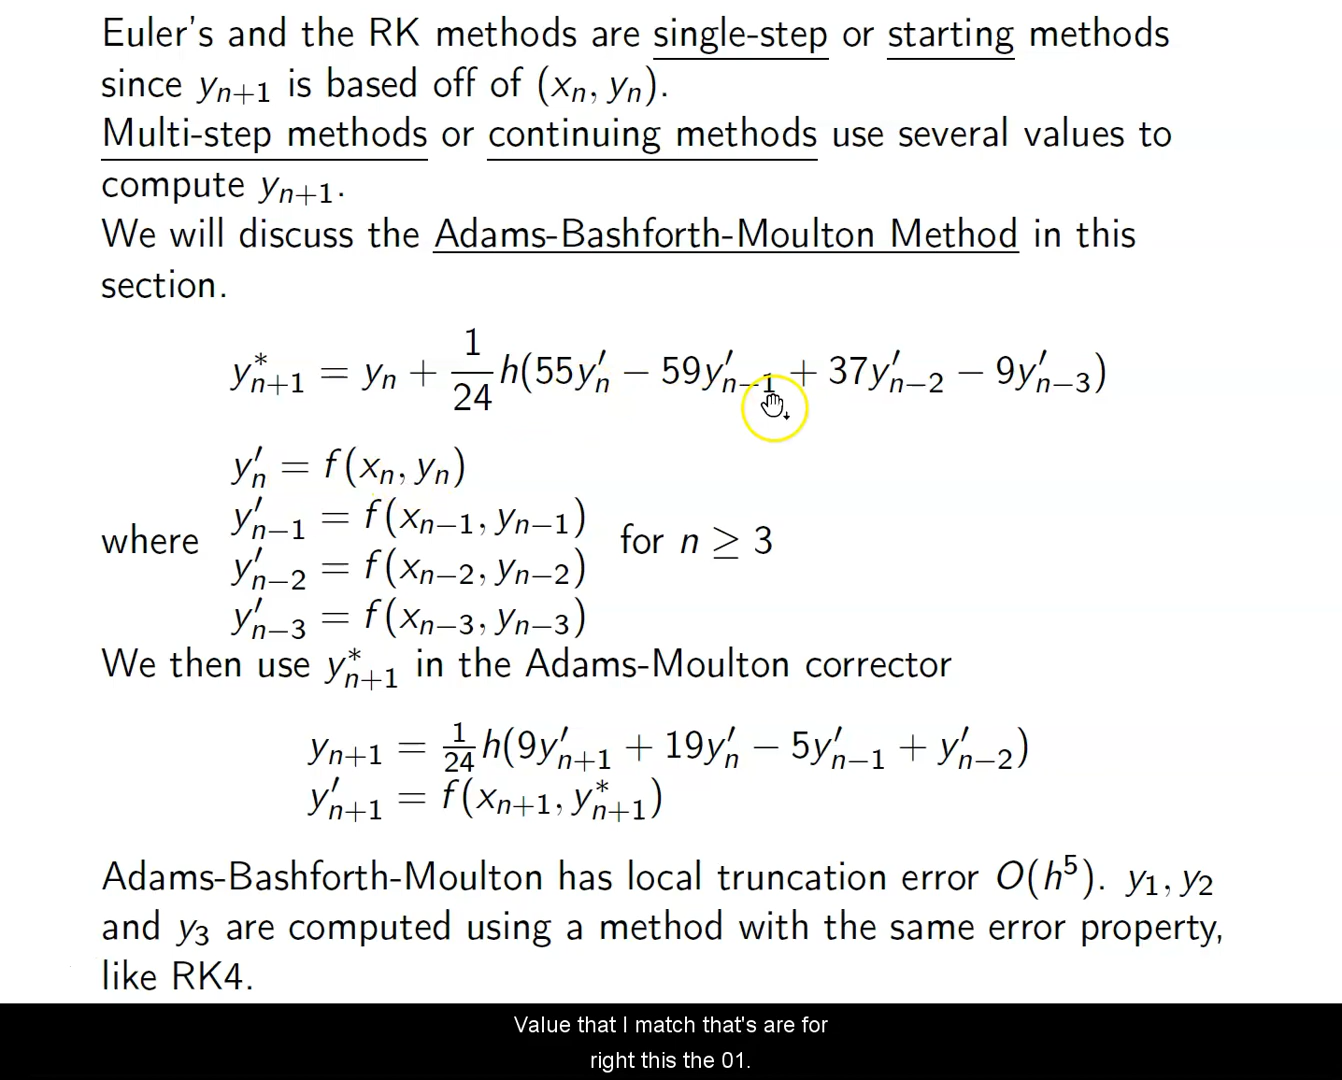 Euler's and the RK methods are single-step or starting methods
since yₙ₊₁ is based off of (xₙ, yₙ).
Multi-step methods or continuing methods use several values to
compute yₙ₊₁.
We will discuss the Adams-Bashforth-Moulton Method in this
section.
y*ₙ₊₁ = yₙ + 1/24 h(55y′ₙ − 59y′ₙ₋₁ + 37y′ₙ₋₂ − 9y′ₙ₋₃)
y′ₙ = f(xₙ, yₙ)
y′ₙ₋₁ = f(xₙ₋₁, yₙ₋₁)
where for n ≥ 3
y′ₙ₋₂ = f(xₙ₋₂, yₙ₋₂)
y′ₙ₋₃ = f(xₙ₋₃, yₙ₋₃)
We then use y*ₙ₊₁ in the Adams-Moulton corrector
yₙ₊₁ = 1/24 h(9y′ₙ₊₁ + 19y′ₙ − 5y′ₙ₋₁ + y′ₙ₋₂)
y′ₙ₊₁ = f(xₙ₊₁, y*ₙ₊₁)
Adams-Bashforth-Moulton has local truncation error O(h⁵). y₁, y₂
and y₃ are computed using a method with the same error property,
like RK4.
Value that I match that's are for
right this the 01.